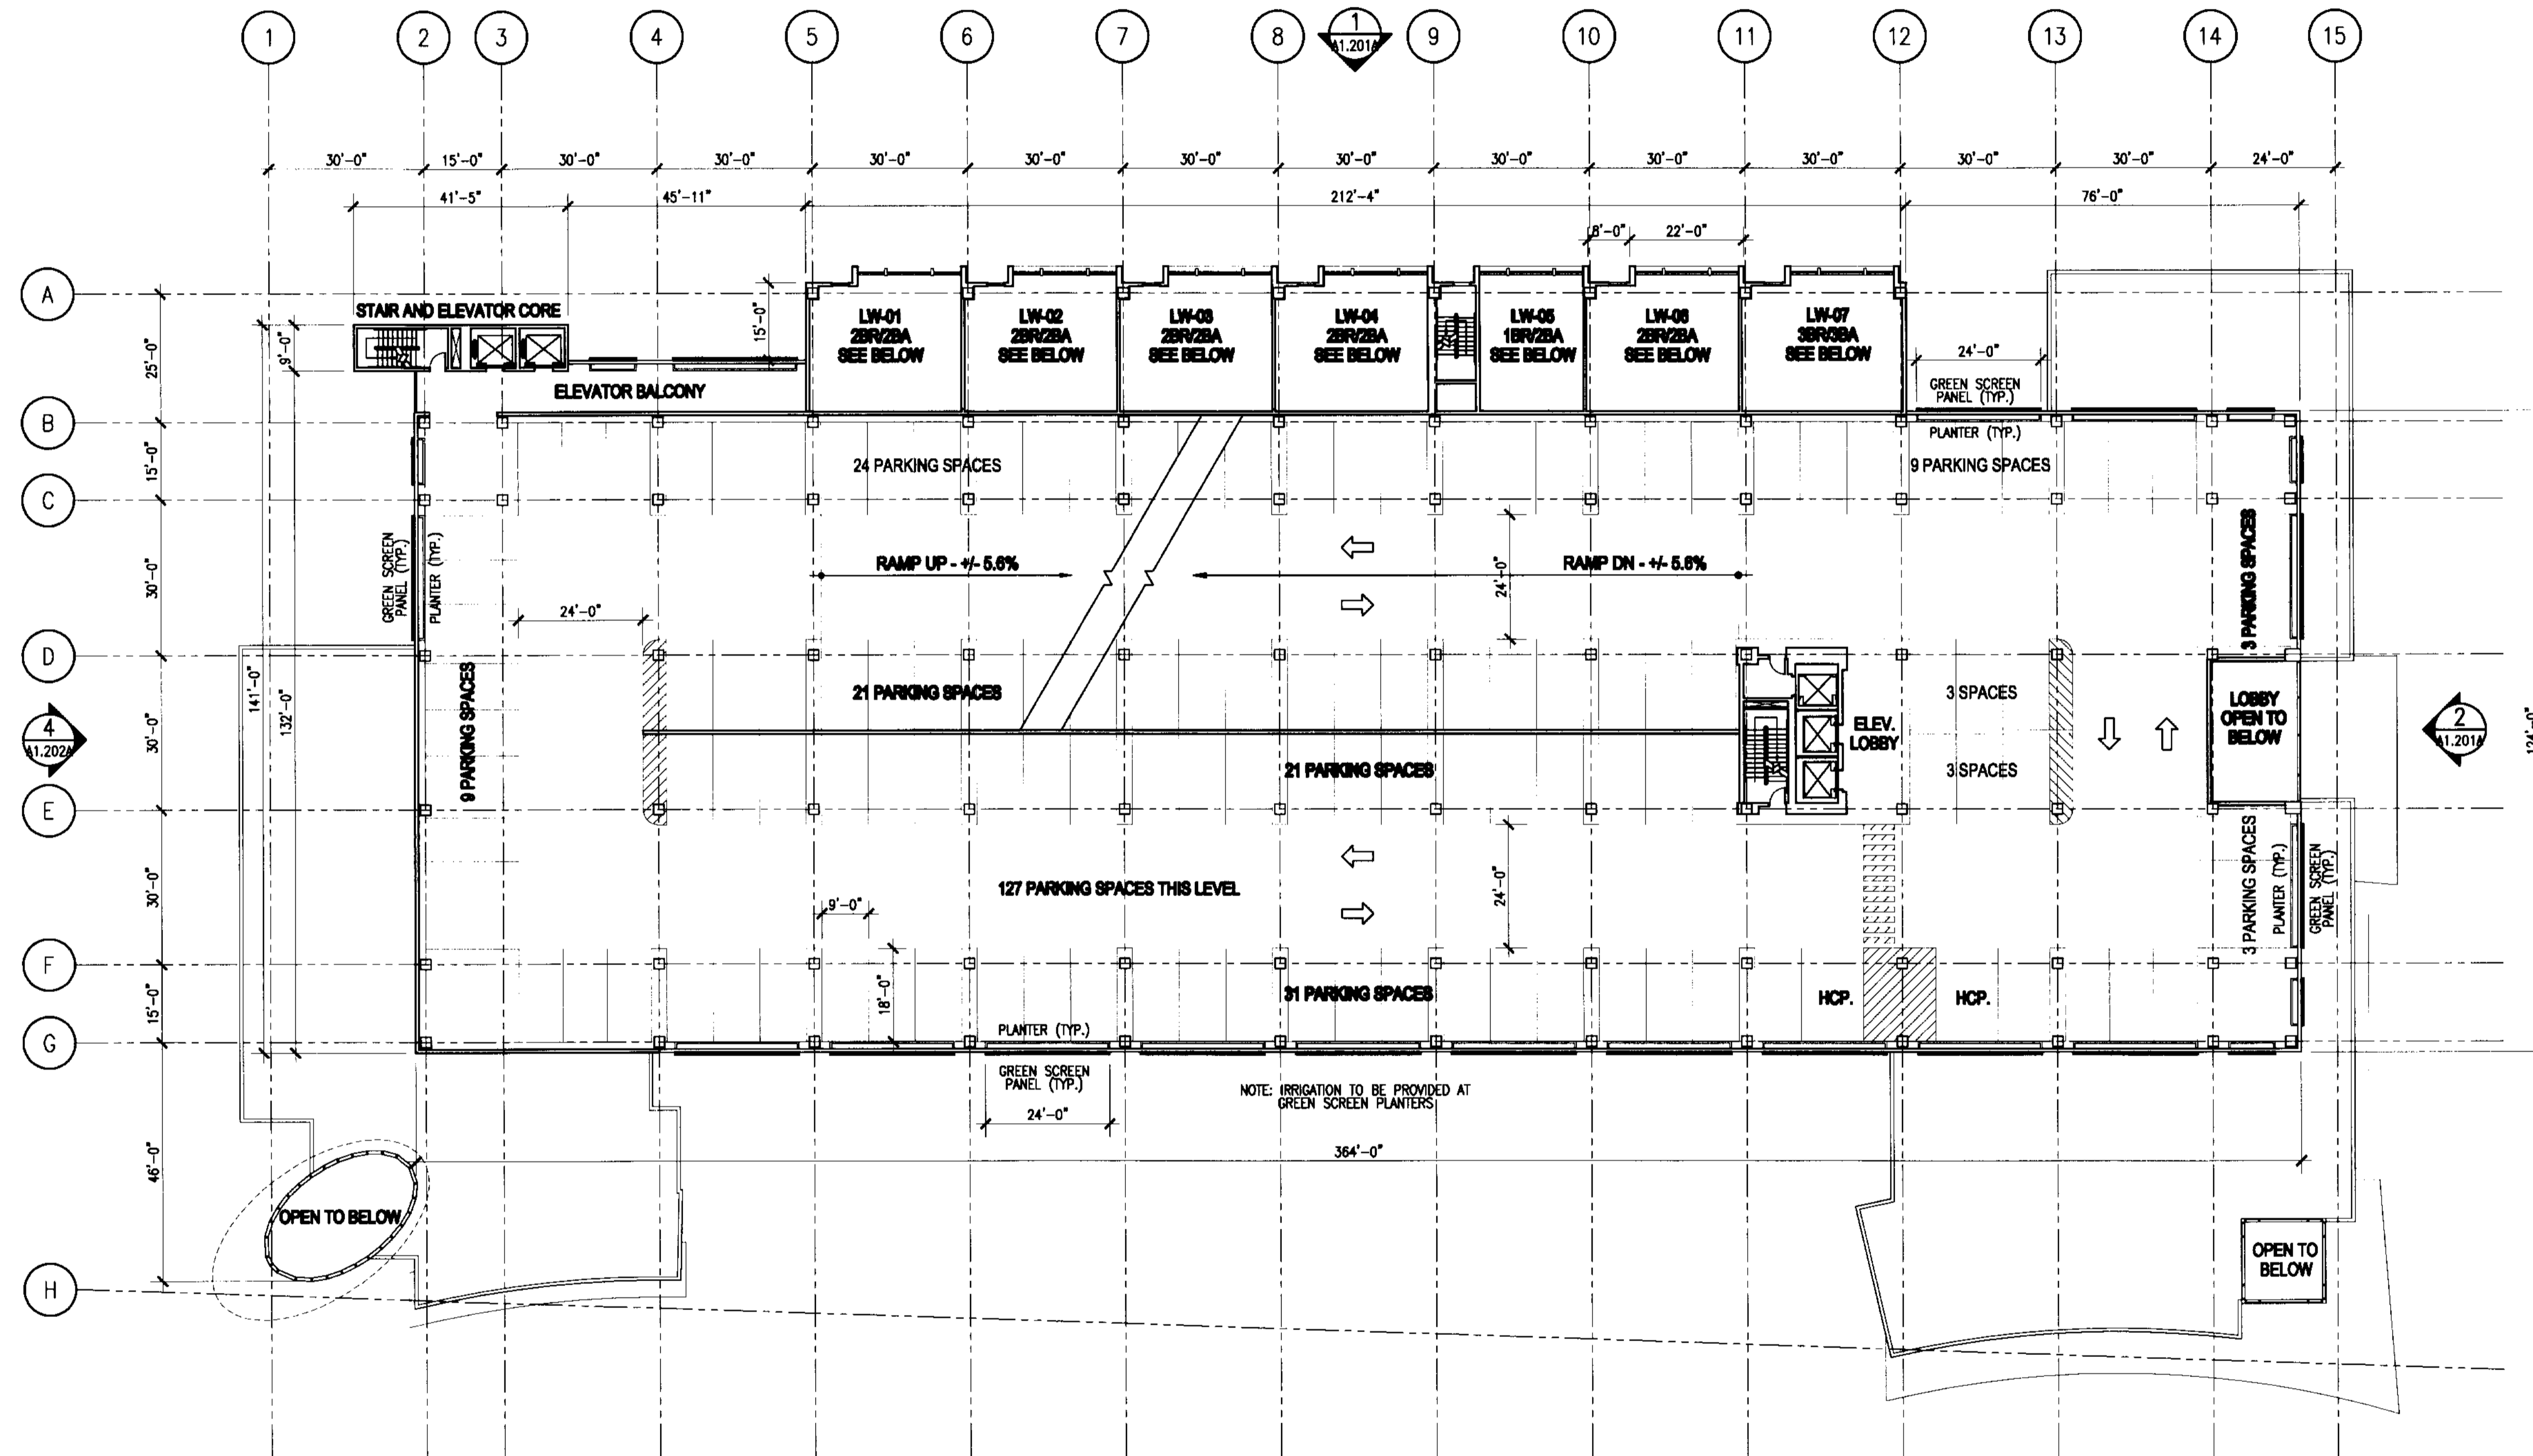 1
2
3
4
5
6
7
8
1
A1.201A
9
10
11
12
13
14
15
30'-0"
15'-0"
30'-0"
30'-0"
30'-0"
30'-0"
30'-0"
30'-0"
30'-0"
30'-0"
30'-0"
30'-0"
30'-0"
24'-0"
41'-5"
45'-11"
212'-4"
76'-0"
8'-0"
22'-0"
A
STAIR AND ELEVATOR CORE
15'-0"
LW-01
2BR/2BA
SEE BELOW
LW-02
2BR/2BA
SEE BELOW
LW-03
2BR/2BA
SEE BELOW
LW-04
2BR/2BA
SEE BELOW
LW-05
1BR/2BA
SEE BELOW
LW-06
2BR/2BA
SEE BELOW
LW-07
3BR/3BA
SEE BELOW
25'-0"
9'-0"
24'-0"
ELEVATOR BALCONY
GREEN SCREEN
PANEL (TYP.)
B
PLANTER (TYP.)
15'-0"
24 PARKING SPACES
9 PARKING SPACES
C
GREEN SCREEN
PANEL (TYP.)
PLANTER (TYP.)
30'-0"
RAMP UP - +/- 5.6%
RAMP DN - +/- 5.6%
24'-0"
24'-0"
3 PARKING SPACES
D
141'-0"
132'-0"
9 PARKING SPACES
21 PARKING SPACES
3 SPACES
LOBBY
OPEN TO
BELOW
4
A1.202A
30'-0"
ELEV.
LOBBY
2
A1.201A
124'-0"
21 PARKING SPACES
3 SPACES
E
30'-0"
127 PARKING SPACES THIS LEVEL
9'-0"
24'-0"
3 PARKING SPACES
PLANTER (TYP.)
GREEN SCREEN
PANEL (TYP.)
F
15'-0"
18'-0"
31 PARKING SPACES
HCP.
HCP.
G
PLANTER (TYP.)
GREEN SCREEN
PANEL (TYP.)
24'-0"
NOTE: IRRIGATION TO BE PROVIDED AT
GREEN SCREEN PLANTERS
46'-0"
364'-0"
OPEN TO BELOW
OPEN TO
BELOW
H